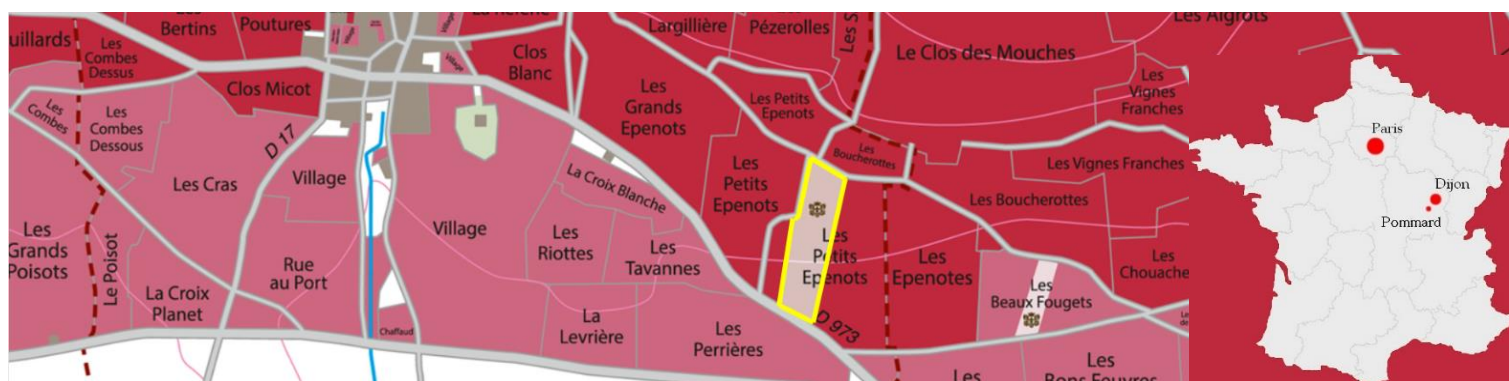 Les
Bertins
Poutures
Largillière
Les
Pézerolles
Les S
Les Aigrots
uillards
Les
Combes
Dessus
Village
Village
Clos
Blanc
Le Clos des Mouches
Clos Micot
Les
Grands
Epenots
Les Petits
Epenots
Les
Vignes
Franches
Les
Combes
Les
Combes
Dessous
D 17
Les
Boucherottes
Les Vignes Franches
Les Cras
Village
La Croix Blanche
Les
Petits
Epenots
Les Boucherottes
Les
Grands
Poisots
Le Poisot
Village
Les
Riottes
Les
Tavannes
Les
Petits
Epenots
Les
Epenotes
Les
Chouache
Rue
au Port
La Croix
Planet
Les
Beaux Fougets
Chaffaud
La
Levrière
Les
Perrières
D 973
Les
Les
Bons Feuvres
Paris
Dijon
Pommard